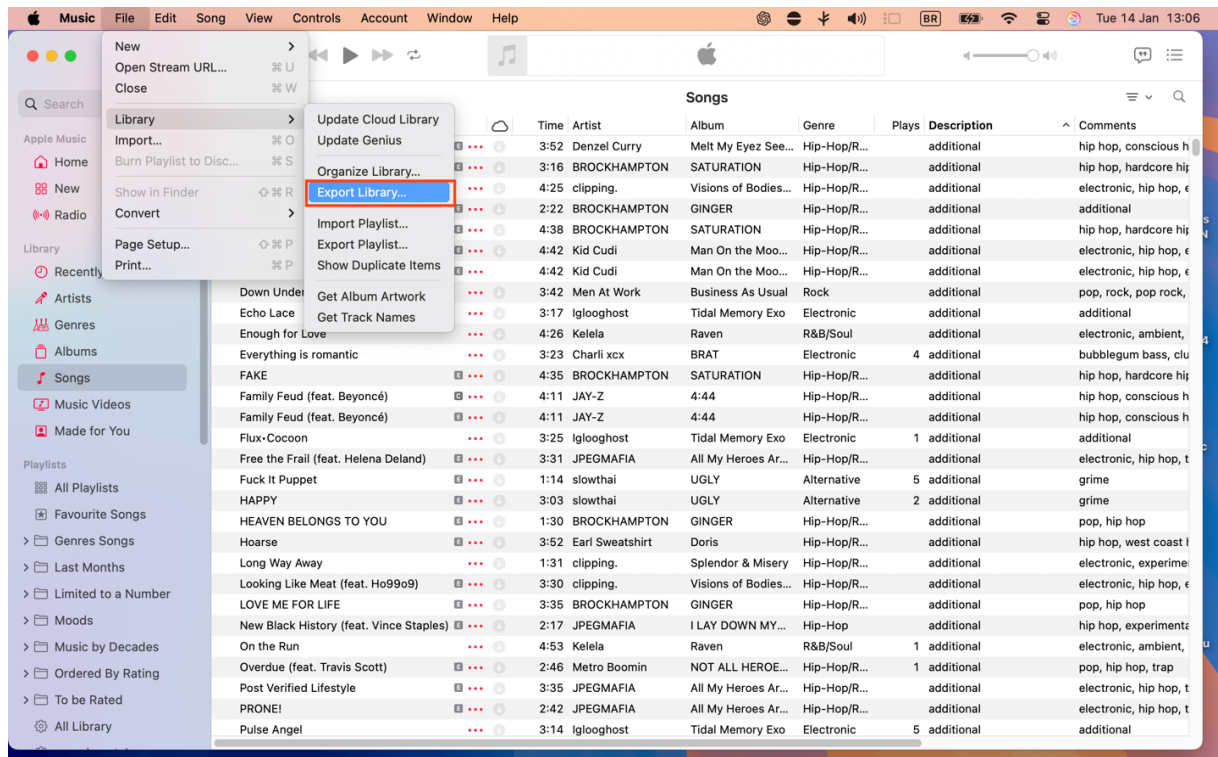 Music File Edit Song View Controls Account Window Help BR Tue 14 Jan 13:06
New
Open Stream URL... ⌘ U
Close ⌘ W
Library
Import... ⌘ O
Burn Playlist to Disc... ⌘ S
Show in Finder ⇧ ⌘ R
Convert
Page Setup... ⇧ ⌘ P
Print... ⌘ P
Update Cloud Library
Update Genius
Organize Library...
Export Library...
Import Playlist...
Export Playlist...
Show Duplicate Items
Get Album Artwork
Get Track Names
Search
Apple Music
Home
New
Radio
Library
Recently
Artists
Genres
Albums
Songs
Music Videos
Made for You
Playlists
All Playlists
Favourite Songs
Genres Songs
Last Months
Limited to a Number
Moods
Music by Decades
Ordered By Rating
To be Rated
All Library
Songs
Time Artist Album Genre Plays Description Comments
E 3:52 Denzel Curry Melt My Eyez See... Hip-Hop/R... additional hip hop, conscious h
E 3:16 BROCKHAMPTON SATURATION Hip-Hop/R... additional hip hop, hardcore hip
4:25 clipping. Visions of Bodies... Hip-Hop/R... additional electronic, hip hop, e
E 2:22 BROCKHAMPTON GINGER Hip-Hop/R... additional additional
E 4:38 BROCKHAMPTON SATURATION Hip-Hop/R... additional hip hop, hardcore hip
E 4:42 Kid Cudi Man On the Moo... Hip-Hop/R... additional electronic, hip hop, e
E 4:42 Kid Cudi Man On the Moo... Hip-Hop/R... additional electronic, hip hop, e
Down Under 3:42 Men At Work Business As Usual Rock additional pop, rock, pop rock,
Echo Lace 3:17 Iglooghost Tidal Memory Exo Electronic additional additional
Enough for Love 4:26 Kelela Raven R&B/Soul additional electronic, ambient,
Everything is romantic 3:23 Charli xcx BRAT Electronic 4 additional bubblegum bass, clu
FAKE E 4:35 BROCKHAMPTON SATURATION Hip-Hop/R... additional hip hop, hardcore hip
Family Feud (feat. Beyoncé) C 4:11 JAY-Z 4:44 Hip-Hop/R... additional hip hop, conscious h
Family Feud (feat. Beyoncé) E 4:11 JAY-Z 4:44 Hip-Hop/R... additional hip hop, conscious h
Flux•Cocoon 3:25 Iglooghost Tidal Memory Exo Electronic 1 additional additional
Free the Frail (feat. Helena Deland) E 3:31 JPEGMAFIA All My Heroes Ar... Hip-Hop/R... additional electronic, hip hop, t
Fuck It Puppet E 1:14 slowthai UGLY Alternative 5 additional grime
HAPPY E 3:03 slowthai UGLY Alternative 2 additional grime
HEAVEN BELONGS TO YOU E 1:30 BROCKHAMPTON GINGER Hip-Hop/R... additional pop, hip hop
Hoarse E 3:52 Earl Sweatshirt Doris Hip-Hop/R... additional hip hop, west coast h
Long Way Away 1:31 clipping. Splendor & Misery Hip-Hop/R... additional electronic, experime
Looking Like Meat (feat. Ho99o9) E 3:30 clipping. Visions of Bodies... Hip-Hop/R... additional electronic, hip hop, e
LOVE ME FOR LIFE E 3:35 BROCKHAMPTON GINGER Hip-Hop/R... additional pop, hip hop
New Black History (feat. Vince Staples) E 2:17 JPEGMAFIA I LAY DOWN MY... Hip-Hop additional hip hop, experimenta
On the Run 4:53 Kelela Raven R&B/Soul 1 additional electronic, ambient,
Overdue (feat. Travis Scott) E 2:46 Metro Boomin NOT ALL HEROE... Hip-Hop/R... 1 additional pop, hip hop, trap
Post Verified Lifestyle E 3:35 JPEGMAFIA All My Heroes Ar... Hip-Hop/R... additional electronic, hip hop, t
PRONE! E 2:42 JPEGMAFIA All My Heroes Ar... Hip-Hop/R... additional electronic, hip hop, t
Pulse Angel 3:14 Iglooghost Tidal Memory Exo Electronic 5 additional additional